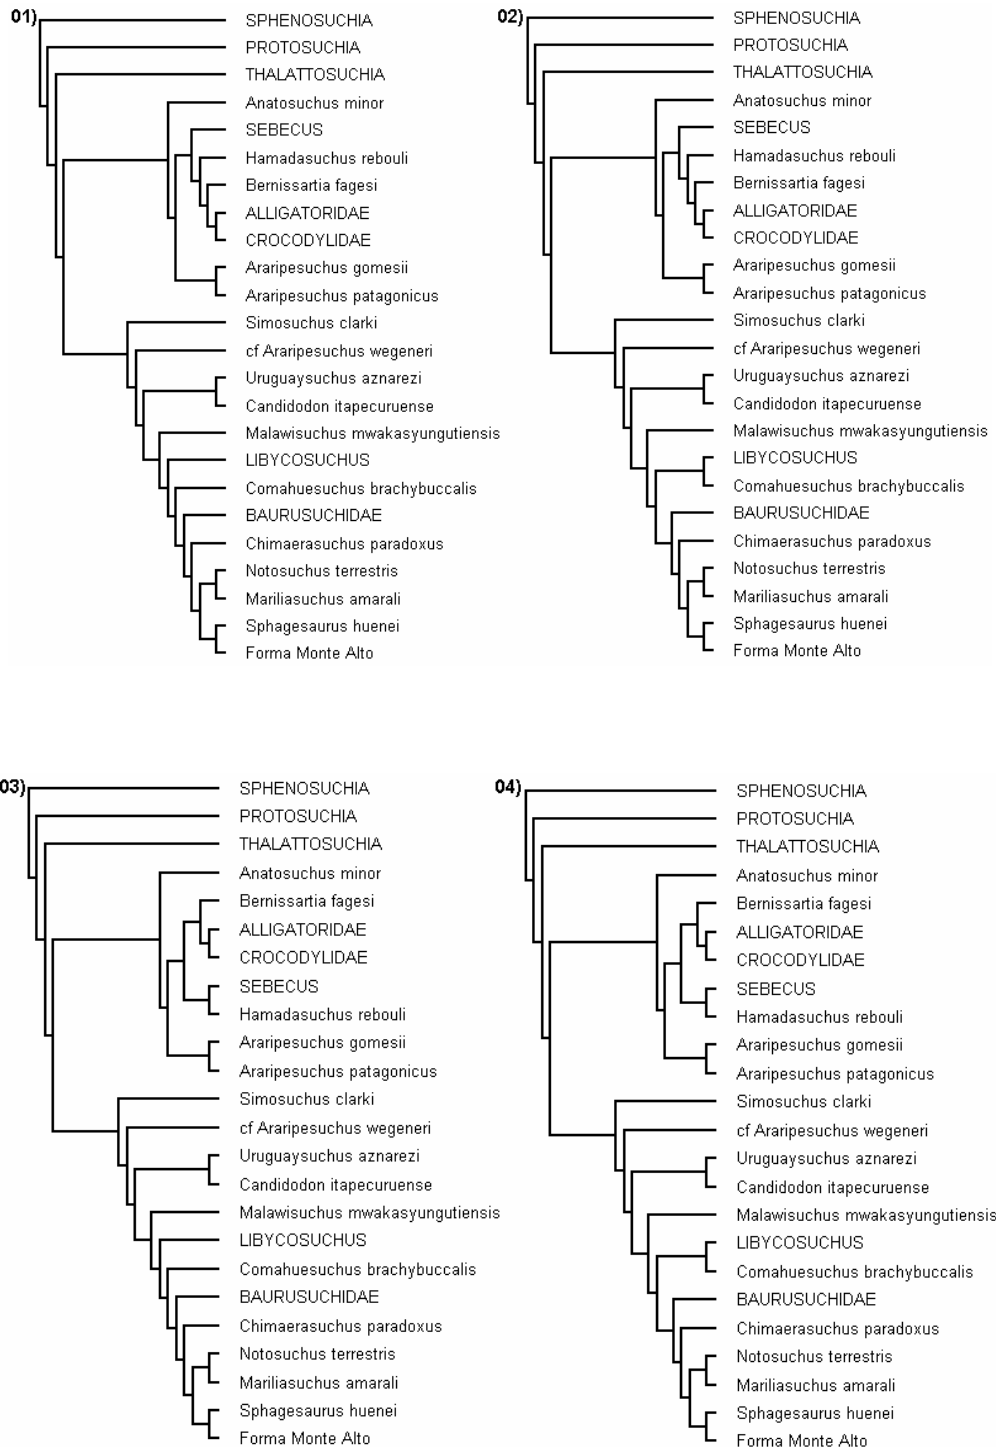 01)
SPHENOSUCHIA
PROTOSUCHIA
THALATTOSUCHIA
Anatosuchus minor
SEBECUS
Hamadasuchus rebouli
Bernissartia fagesi
ALLIGATORIDAE
CROCODYLIDAE
Araripesuchus gomesii
Araripesuchus patagonicus
Simosuchus clarki
cf Araripesuchus wegeneri
Uruguaysuchus aznarezi
Candidodon itapecuruense
Malawisuchus mwakasyungutiensis
LIBYCOSUCHUS
Comahuesuchus brachybuccalis
BAURUSUCHIDAE
Chimaerasuchus paradoxus
Notosuchus terrestris
Mariliasuchus amarali
Sphagesaurus huenei
Forma Monte Alto
02)
SPHENOSUCHIA
PROTOSUCHIA
THALATTOSUCHIA
Anatosuchus minor
SEBECUS
Hamadasuchus rebouli
Bernissartia fagesi
ALLIGATORIDAE
CROCODYLIDAE
Araripesuchus gomesii
Araripesuchus patagonicus
Simosuchus clarki
cf Araripesuchus wegeneri
Uruguaysuchus aznarezi
Candidodon itapecuruense
Malawisuchus mwakasyungutiensis
LIBYCOSUCHUS
Comahuesuchus brachybuccalis
BAURUSUCHIDAE
Chimaerasuchus paradoxus
Notosuchus terrestris
Mariliasuchus amarali
Sphagesaurus huenei
Forma Monte Alto
03)
SPHENOSUCHIA
PROTOSUCHIA
THALATTOSUCHIA
Anatosuchus minor
Bernissartia fagesi
ALLIGATORIDAE
CROCODYLIDAE
SEBECUS
Hamadasuchus rebouli
Araripesuchus gomesii
Araripesuchus patagonicus
Simosuchus clarki
cf Araripesuchus wegeneri
Uruguaysuchus aznarezi
Candidodon itapecuruense
Malawisuchus mwakasyungutiensis
LIBYCOSUCHUS
Comahuesuchus brachybuccalis
BAURUSUCHIDAE
Chimaerasuchus paradoxus
Notosuchus terrestris
Mariliasuchus amarali
Sphagesaurus huenei
Forma Monte Alto
04)
SPHENOSUCHIA
PROTOSUCHIA
THALATTOSUCHIA
Anatosuchus minor
Bernissartia fagesi
ALLIGATORIDAE
CROCODYLIDAE
SEBECUS
Hamadasuchus rebouli
Araripesuchus gomesii
Araripesuchus patagonicus
Simosuchus clarki
cf Araripesuchus wegeneri
Uruguaysuchus aznarezi
Candidodon itapecuruense
Malawisuchus mwakasyungutiensis
LIBYCOSUCHUS
Comahuesuchus brachybuccalis
BAURUSUCHIDAE
Chimaerasuchus paradoxus
Notosuchus terrestris
Mariliasuchus amarali
Sphagesaurus huenei
Forma Monte Alto